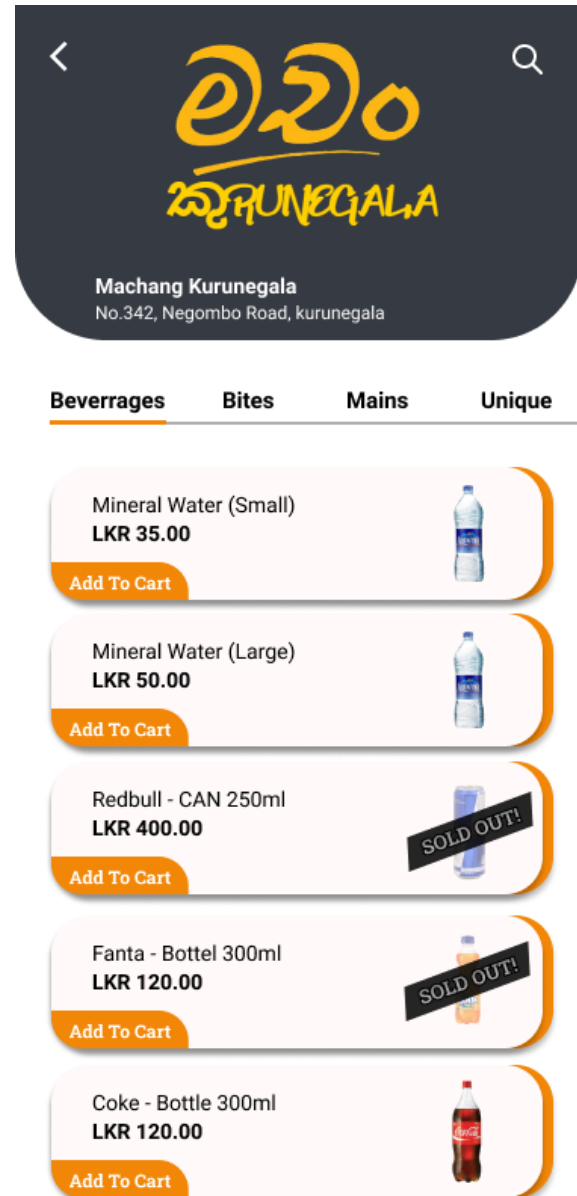 මචං
කුRUNEGALA
Machang Kurunegala
No.342, Negombo Road, kurunegala
Beverrages Bites Mains Unique
Mineral Water (Small)
LKR 35.00
Add To Cart
Mineral Water (Large)
LKR 50.00
Add To Cart
Redbull - CAN 250ml
LKR 400.00
SOLD OUT!
Add To Cart
Fanta - Bottel 300ml
LKR 120.00
SOLD OUT!
Add To Cart
Coke - Bottle 300ml
LKR 120.00
Coca-Cola
Add To Cart